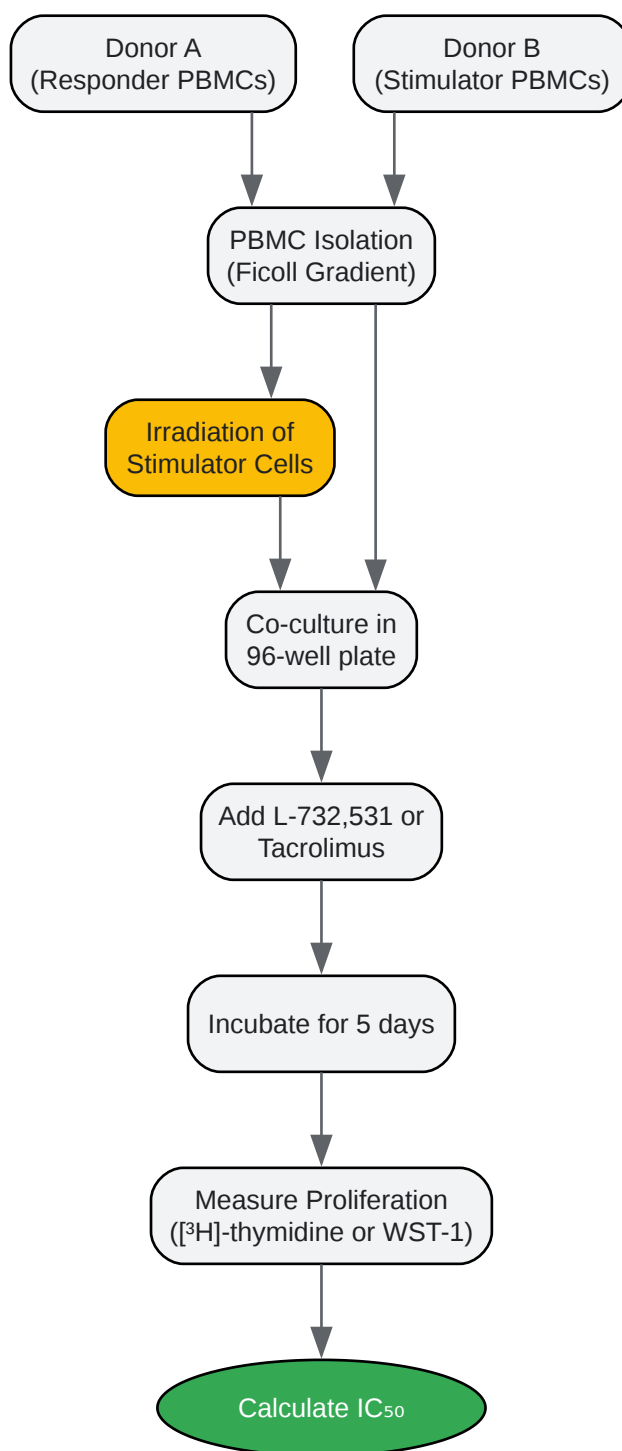 Donor A
(Responder PBMCs)
Donor B
(Stimulator PBMCs)
PBMC Isolation
(Ficoll Gradient)
Irradiation of
Stimulator Cells
Co-culture in
96-well plate
Add L-732,531 or
Tacrolimus
Incubate for 5 days
Measure Proliferation
([³H]-thymidine or WST-1)
Calculate IC₅₀